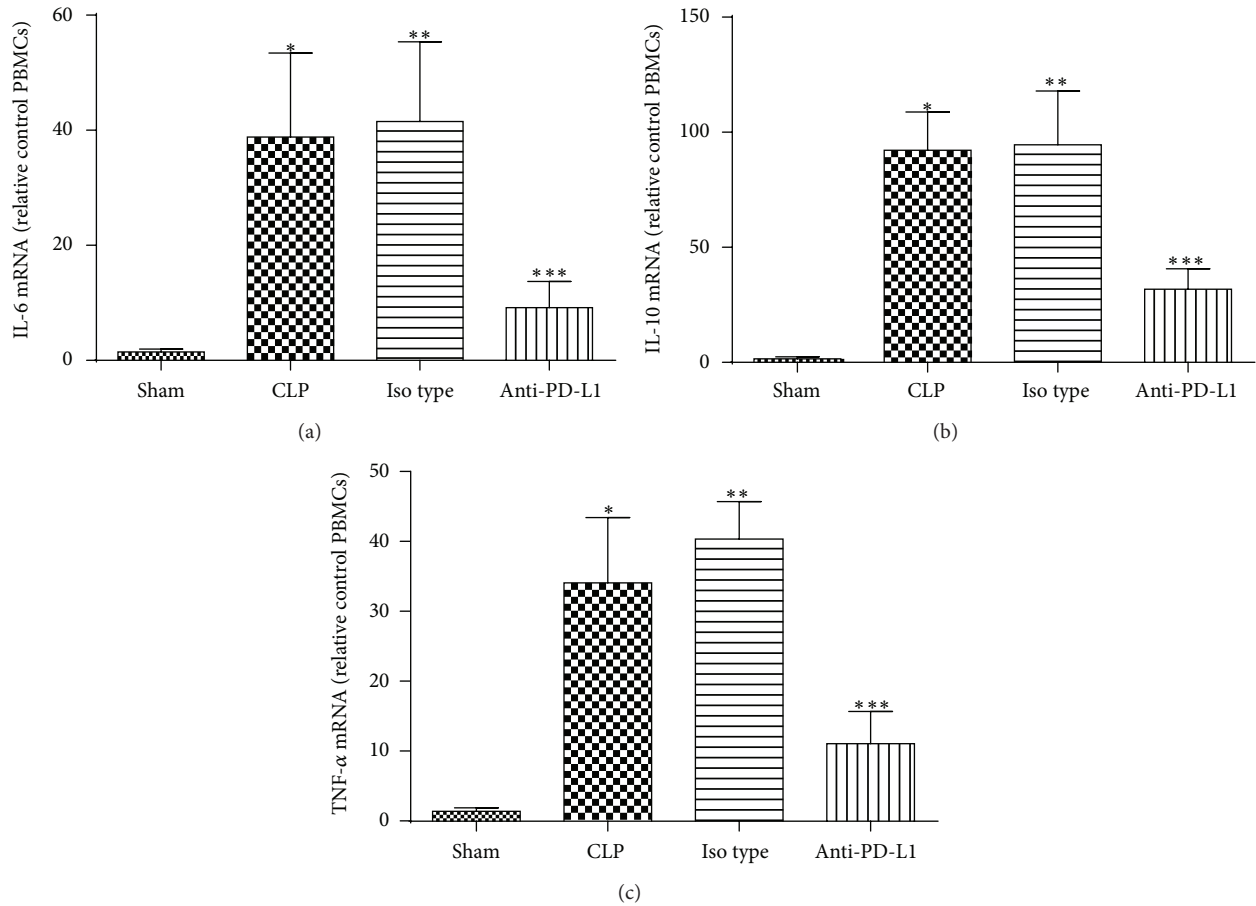 IL-6 mRNA (relative control PBMCs)
60
40
20
0
*
**
***
Sham
CLP
Iso type
Anti-PD-L1
(a)
IL-10 mRNA (relative control PBMCs)
150
100
50
0
*
**
***
Sham
CLP
Iso type
Anti-PD-L1
(b)
TNF-α mRNA (relative control PBMCs)
50
40
30
20
10
0
*
**
***
Sham
CLP
Iso type
Anti-PD-L1
(c)